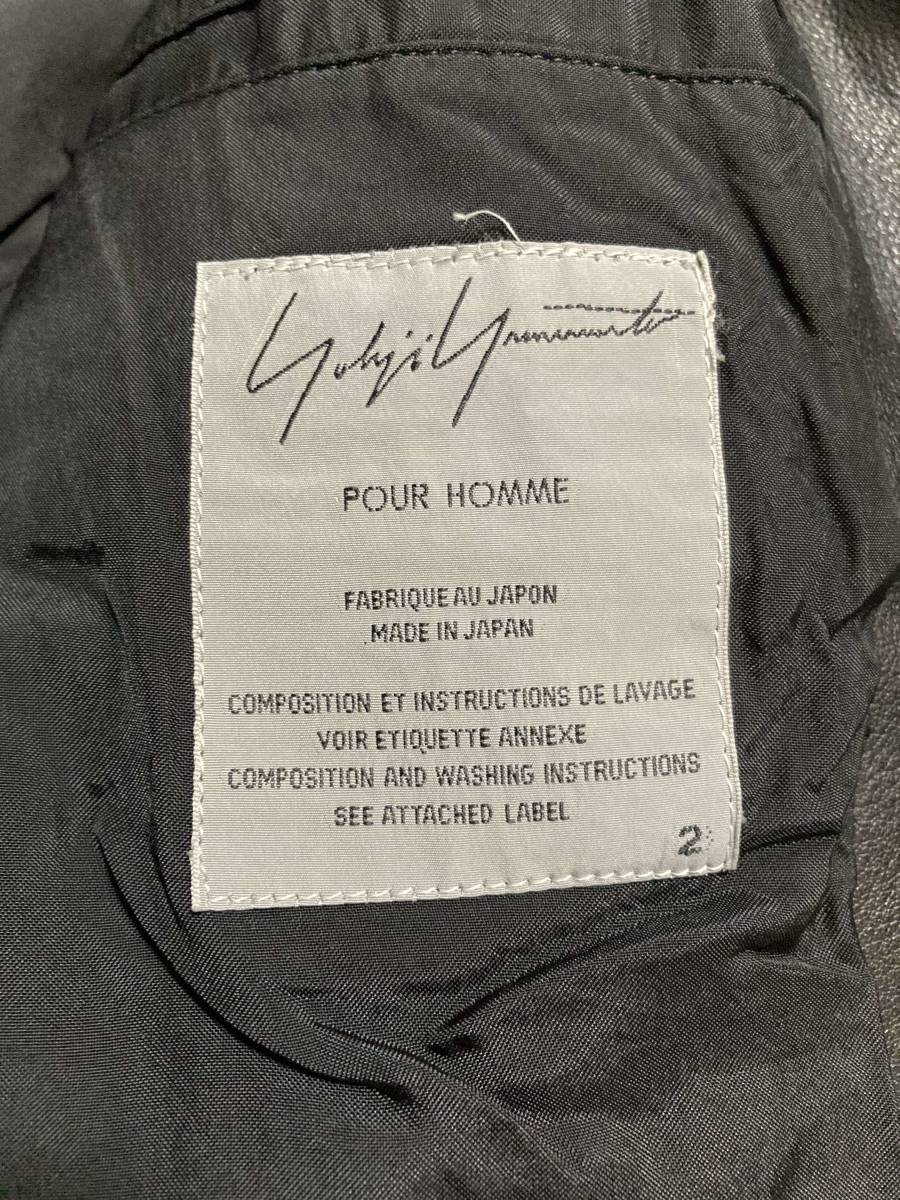 Yohji Yamamoto
POUR HOMME
FABRIQUE AU JAPON
MADE IN JAPAN
COMPOSITION ET INSTRUCTIONS DE LAVAGE
VOIR ETIQUETTE ANNEXE
COMPOSITION AND WASHING INSTRUCTIONS
SEE ATTACHED LABEL
2